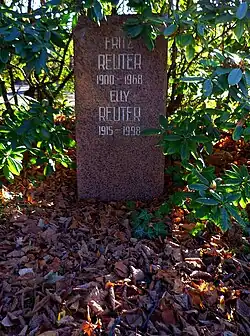 FRITZ
REUTER
1900 - 1968
ELLY
REUTER
1915 - 1998